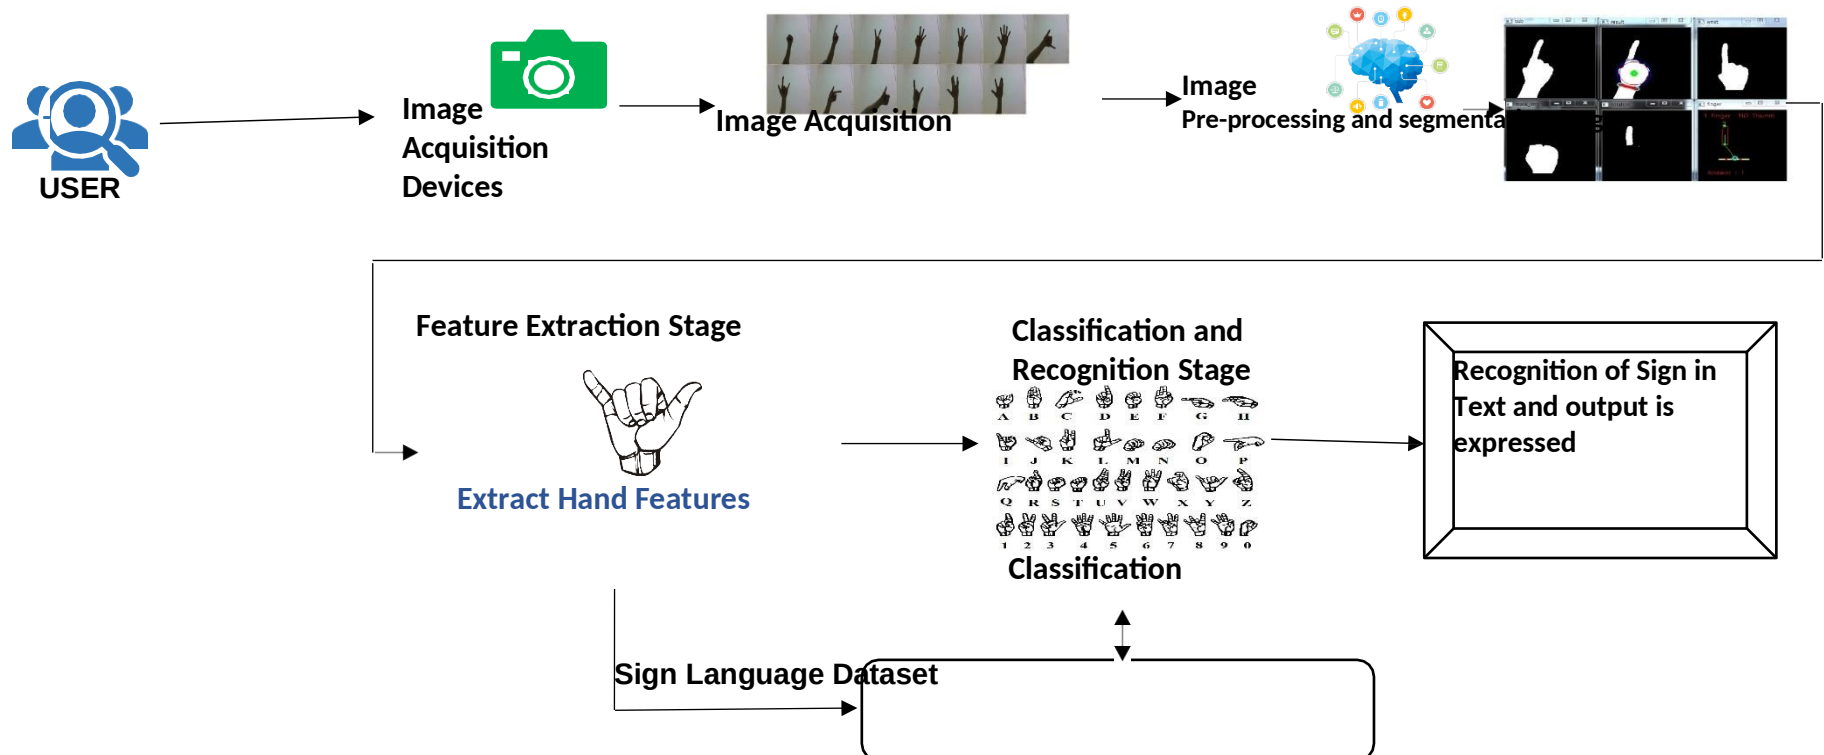 USER
Image
Acquisition
Devices
Image Acquisition
Image
Pre-processing and segmenta
result
Feature Extraction Stage
Extract Hand Features
Classification and
Recognition Stage
A B C D E F G H
I J K L M N O P
Q R S T U V W X Y Z
1 2 3 4 5 6 7 8 9 0
Classification
Recognition of Sign in
Text and output is
expressed
Sign Language Dataset